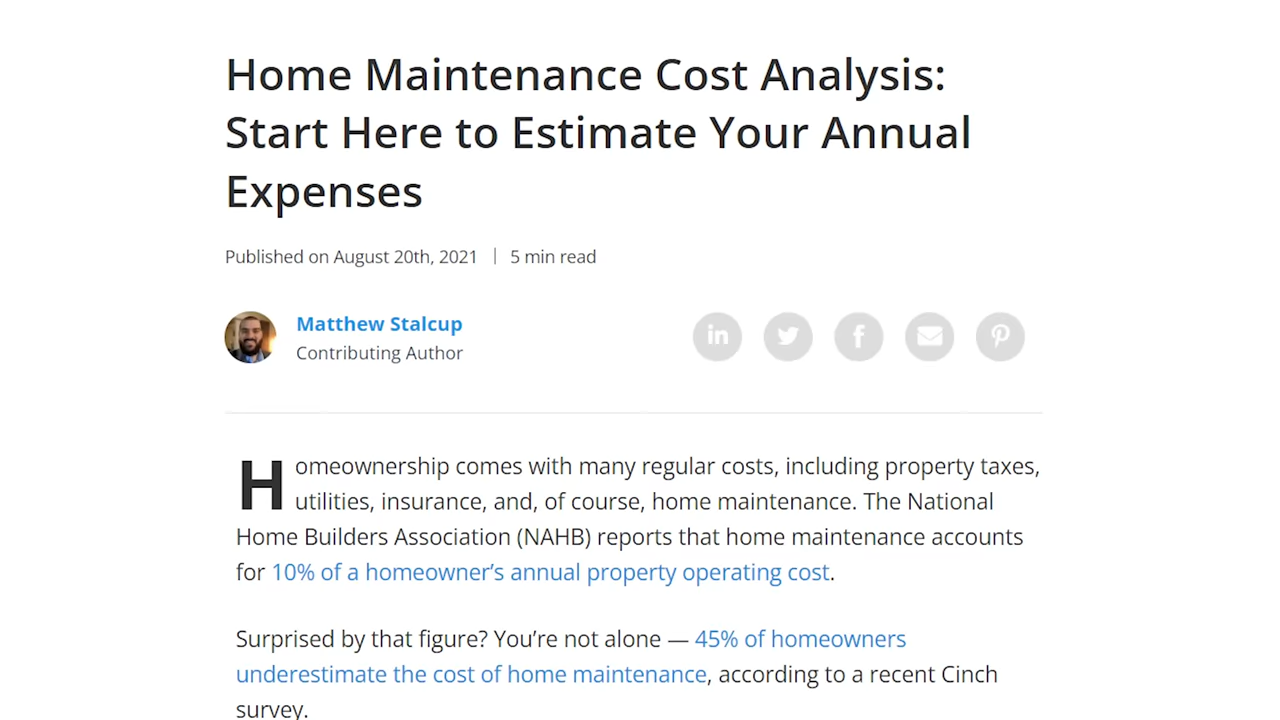 Home Maintenance Cost Analysis:
Start Here to Estimate Your Annual
Expenses
Published on August 20th, 2021 | 5 min read
Matthew Stalcup
Contributing Author
in
f
Homeownership comes with many regular costs, including property taxes,
utilities, insurance, and, of course, home maintenance. The National
Home Builders Association (NAHB) reports that home maintenance accounts
for 10% of a homeowner’s annual property operating cost.
Surprised by that figure? You’re not alone — 45% of homeowners
underestimate the cost of home maintenance, according to a recent Cinch
survey.